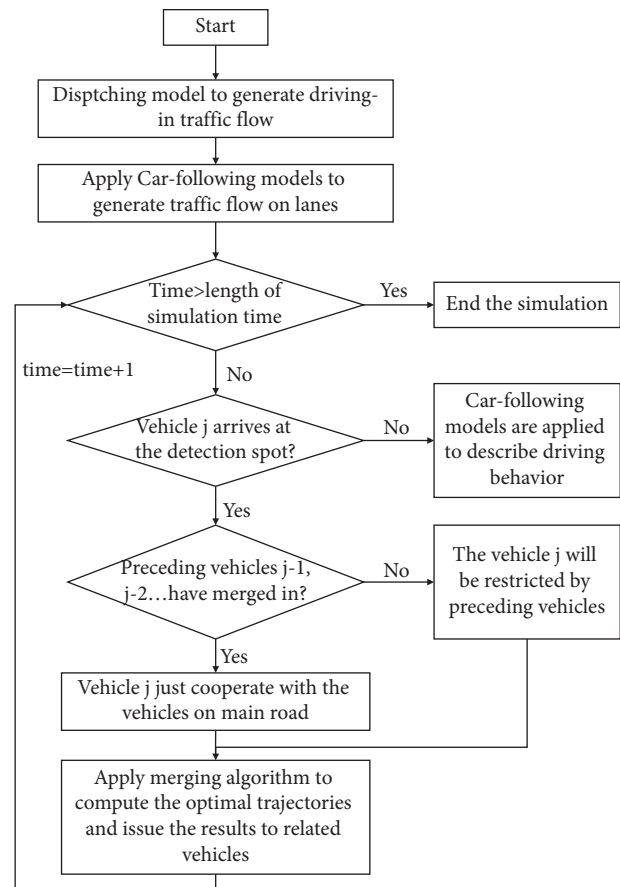 Start
Disptching model to generate driving-
in traffic flow
Apply Car-following models to
generate traffic flow on lanes
Time>length of
simulation time
Yes
End the simulation
time=time+1
No
Vehicle j arrives at
the detection spot?
No
Car-following
models are applied
to describe driving
behavior
Yes
Preceding vehicles j-1,
j-2...have merged in?
No
The vehicle j will
be restricted by
preceding vehicles
Yes
Vehicle j just cooperate with the
vehicles on main road
Apply merging algorithm to
compute the optimal trajectories
and issue the results to related
vehicles